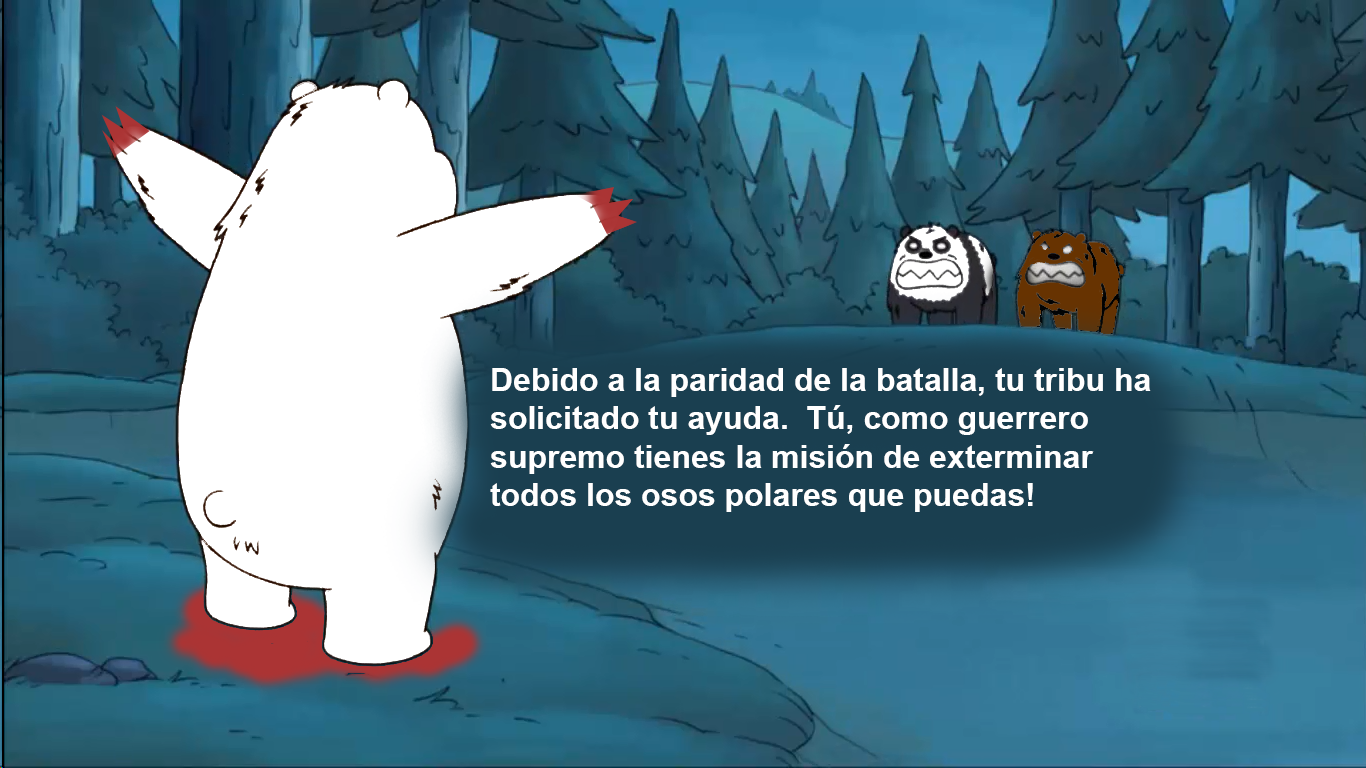 Debido a la paridad de la batalla, tu tribu ha
solicitado tu ayuda.  Tú, como guerrero
supremo tienes la misión de exterminar
todos los osos polares que puedas!